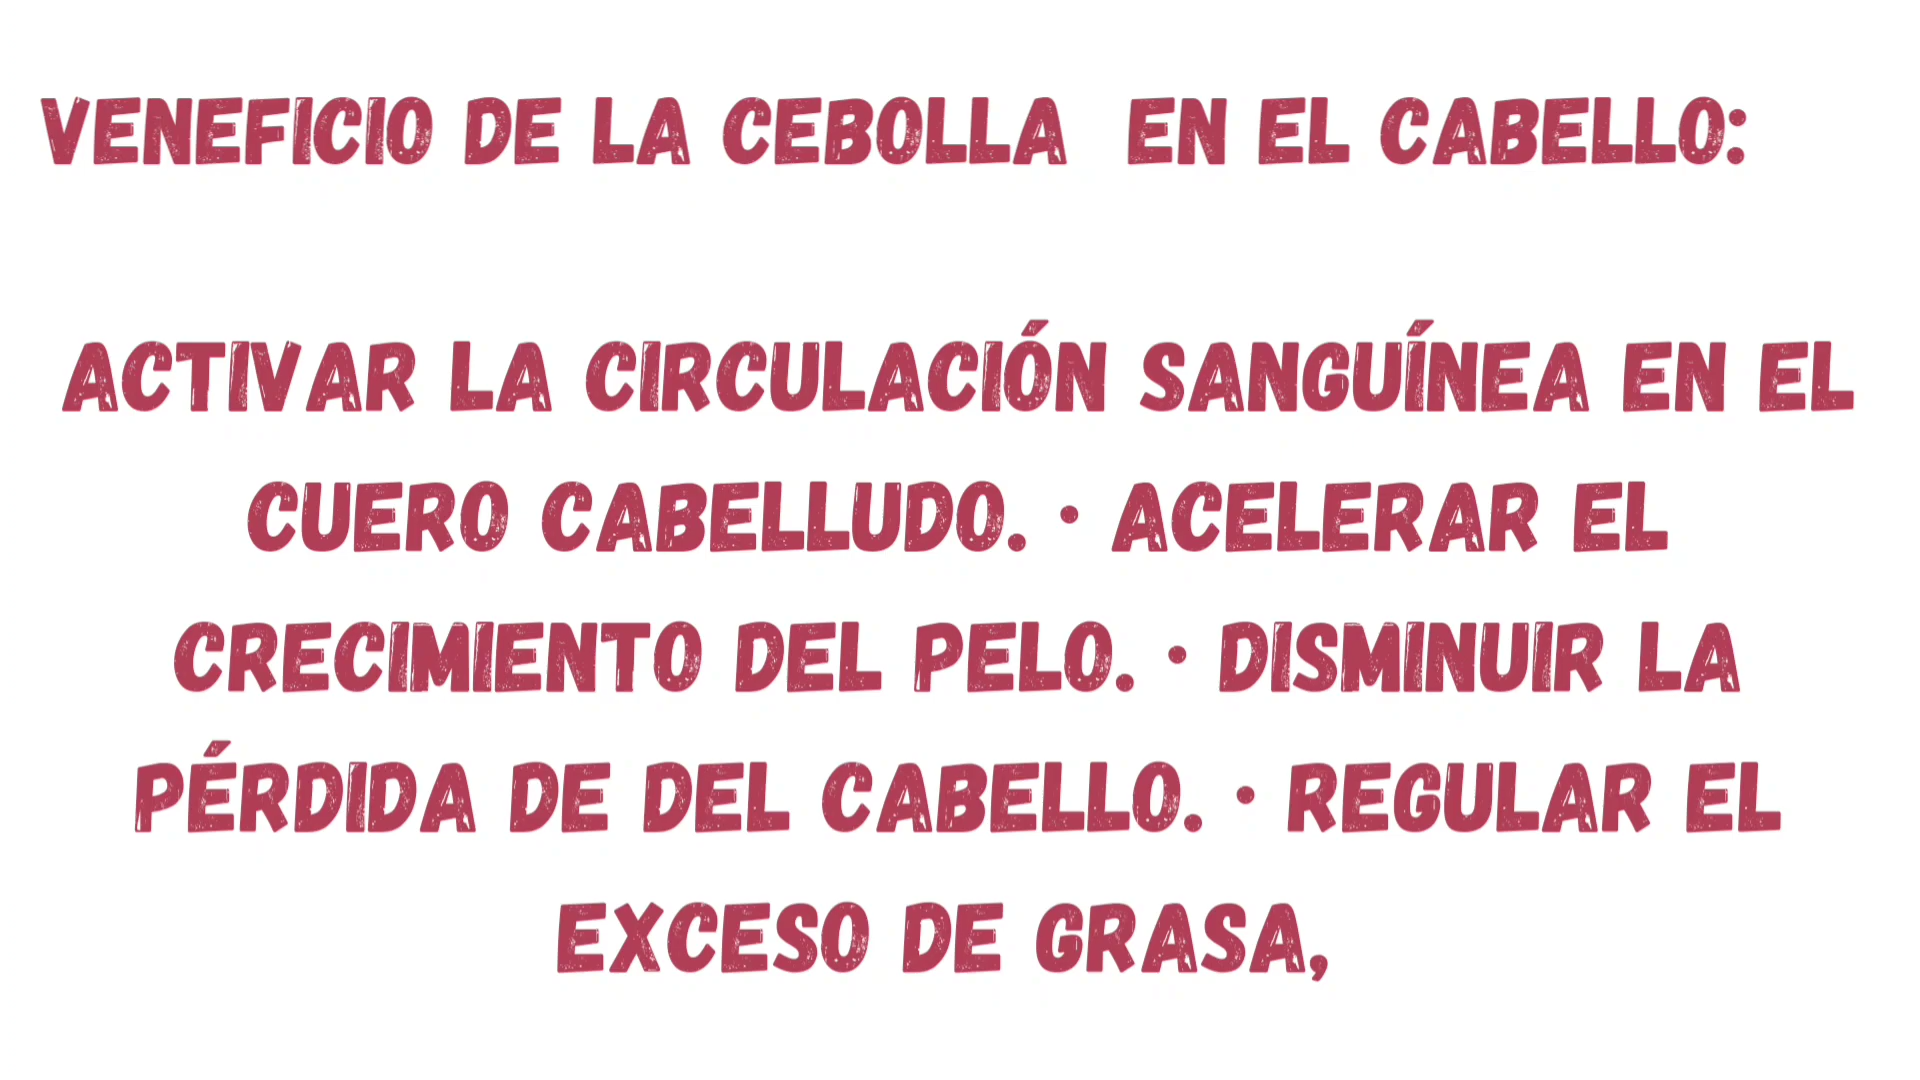 VENEFICIO DE LA CEBOLLA EN EL CABELLO:
ACTIVAR LA CIRCULACIÓN SANGUÍNEA EN EL
CUERO CABELLUDO. · ACELERAR EL
CRECIMIENTO DEL PELO. · DISMINUIR LA
PÉRDIDA DE DEL CABELLO. · REGULAR EL
EXCESO DE GRASA,